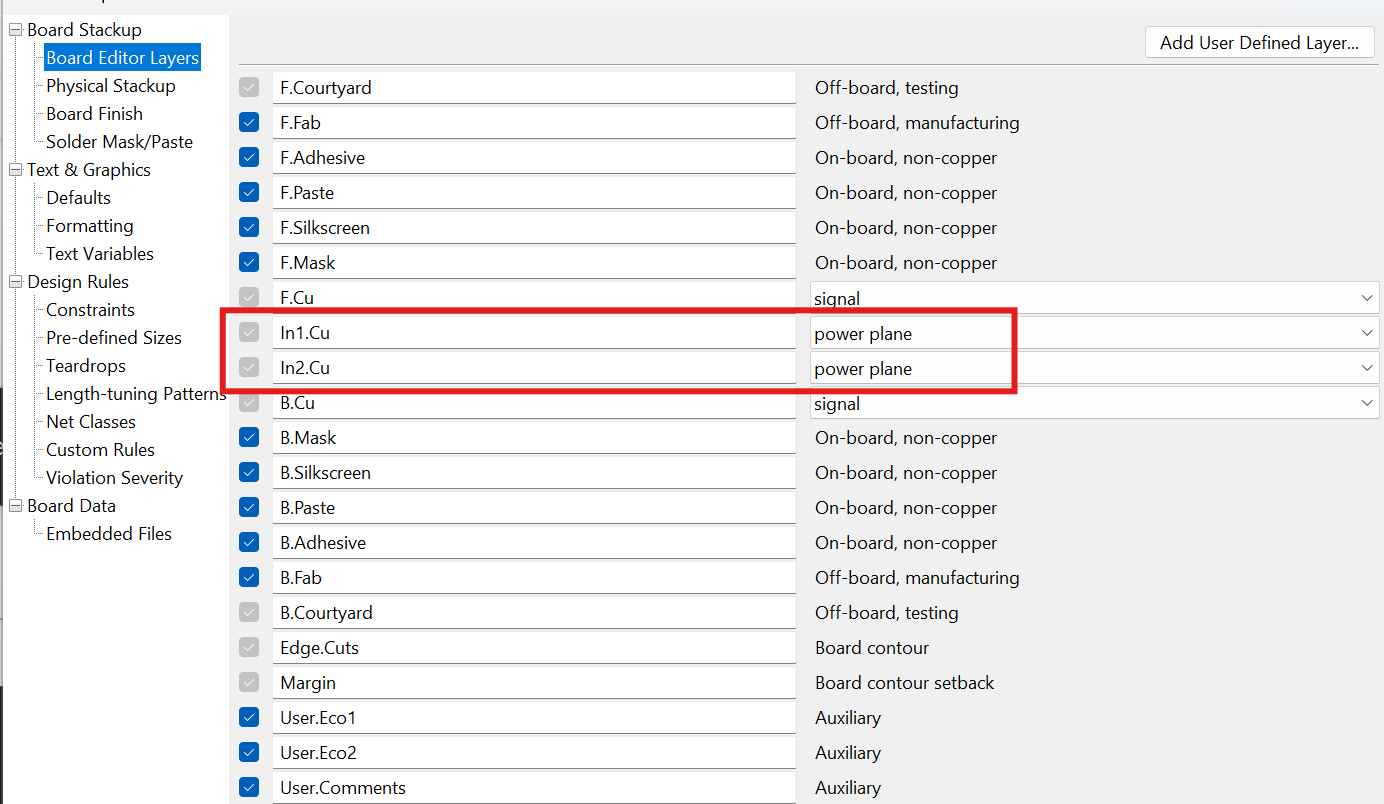 Board Stackup
Board Editor Layers
Physical Stackup
Board Finish
Solder Mask/Paste
Text & Graphics
Defaults
Formatting
Text Variables
Design Rules
Constraints
Pre-defined Sizes
Teardrops
Length-tuning Patterns
Net Classes
Custom Rules
Violation Severity
Board Data
Embedded Files
Add User Defined Layer...
F.Courtyard Off-board, testing
F.Fab Off-board, manufacturing
F.Adhesive On-board, non-copper
F.Paste On-board, non-copper
F.Silkscreen On-board, non-copper
F.Mask On-board, non-copper
F.Cu signal
In1.Cu power plane
In2.Cu power plane
B.Cu signal
B.Mask On-board, non-copper
B.Silkscreen On-board, non-copper
B.Paste On-board, non-copper
B.Adhesive On-board, non-copper
B.Fab Off-board, manufacturing
B.Courtyard Off-board, testing
Edge.Cuts Board contour
Margin Board contour setback
User.Eco1 Auxiliary
User.Eco2 Auxiliary
User.Comments Auxiliary